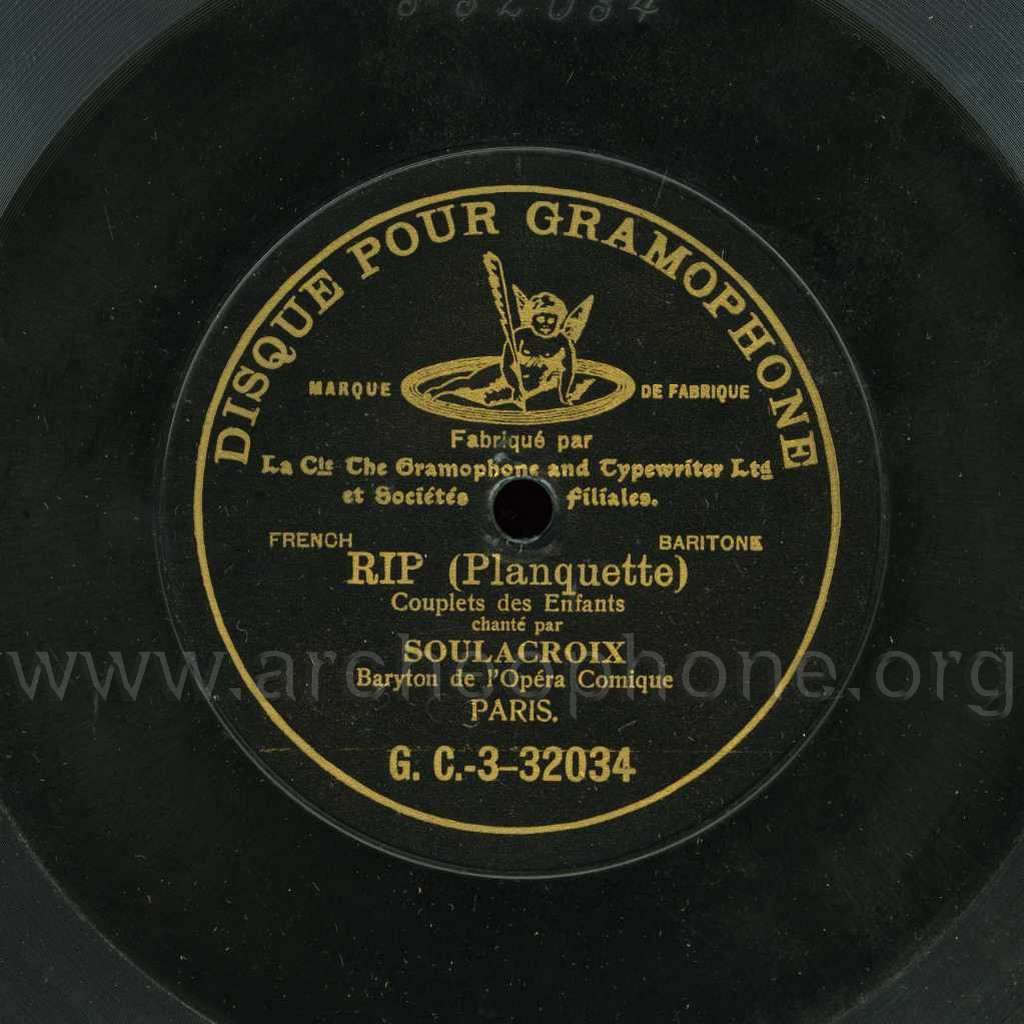 3-32034
DISQUE POUR GRAMOPHONE
MARQUE DE FABRIQUE
Fabriqué par
La Cie The Gramophone and Typewriter Ltd
et Sociétés filiales.
FRENCH BARITONE
RIP (Planquette)
Couplets des Enfants
chanté par
SOULACROIX
www.archeophone.org
Baryton de l'Opéra Comique
PARIS.
G. C.-3-32034